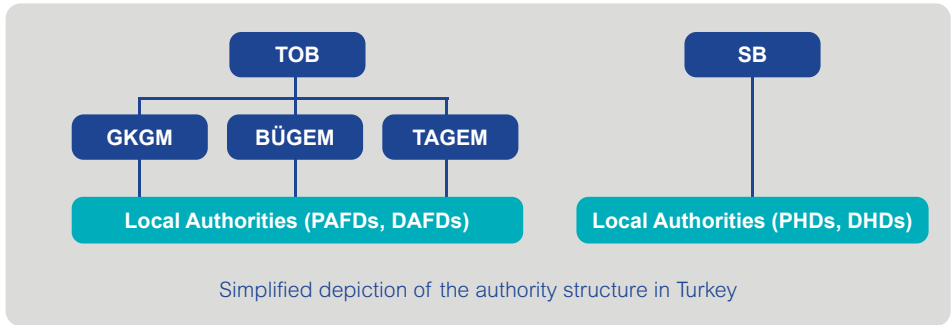 TOB
SB
GKGM
BÜGEM
TAGEM
Local Authorities (PAFDs, DAFDs)
Local Authorities (PHDs, DHDs)
Simplified depiction of the authority structure in Turkey